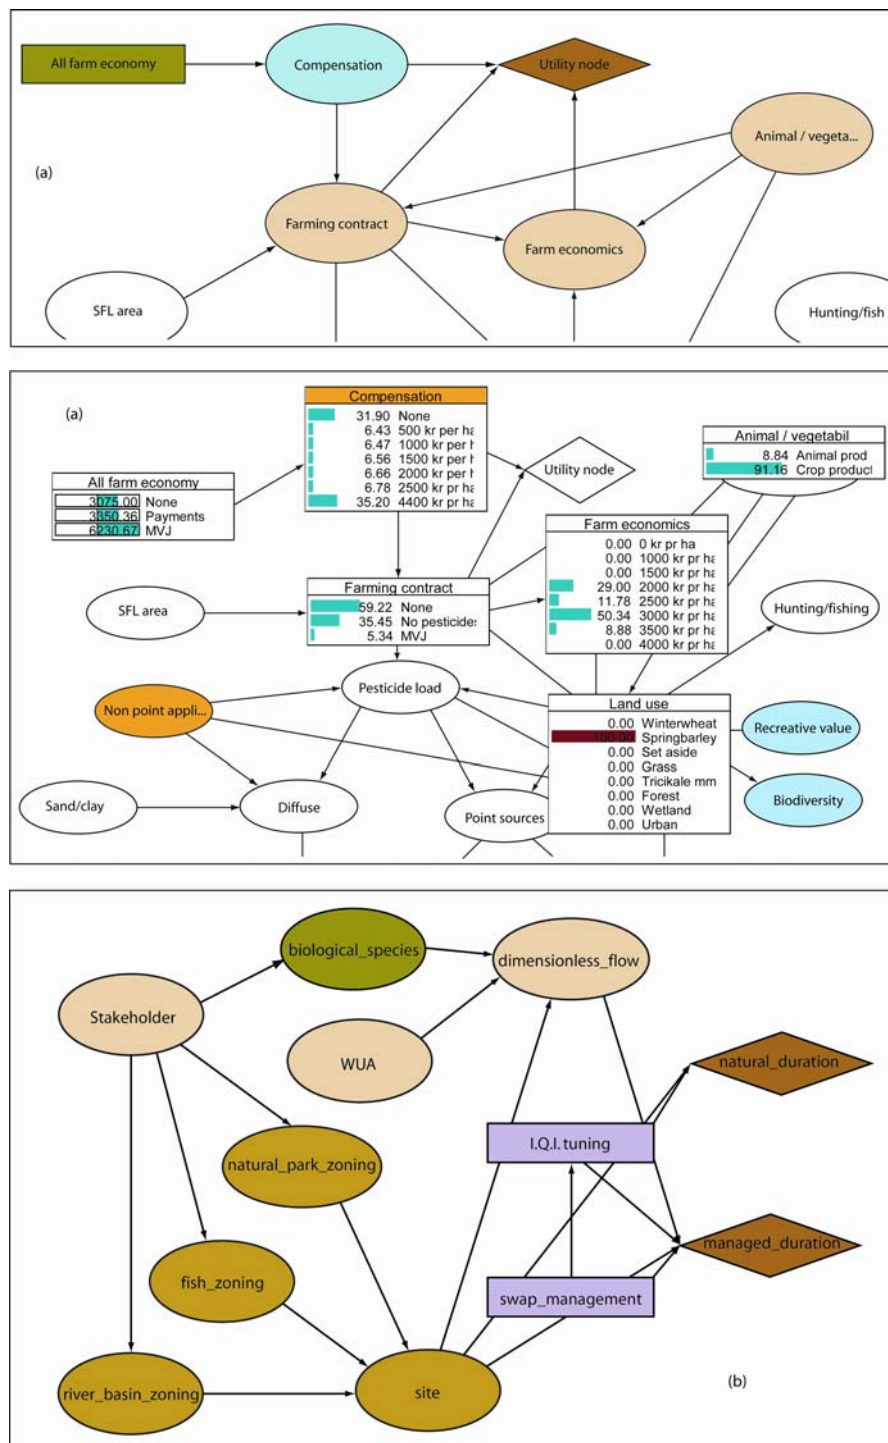 All farm economy
Compensation
Utility node
Animal / vegeta...
(a)
Farming contract
Farm economics
SFL area
Hunting/fish
(a)
Compensation
31.90 None
6.43 500 kr per ha
6.47 1000 kr per h
6.56 1500 kr per h
6.66 2000 kr per h
6.78 2500 kr pr ha
35.20 4400 kr pr ha
Animal / vegetabil
8.84 Animal prod
91.16 Crop product
Utility node
All farm economy
3075.00 None
3350.36 Payments
6230.67 MVJ
Farm economics
0.00 0 kr pr ha
0.00 1000 kr pr ha
0.00 1500 kr pr ha
29.00 2000 kr pr ha
11.78 2500 kr pr ha
50.34 3000 kr pr ha
8.88 3500 kr pr ha
0.00 4000 kr pr ha
Farming contract
59.22 None
35.45 No pesticides
5.34 MVJ
SFL area
Hunting/fishing
Pesticide load
Non point appli...
Land use
0.00 Winterwheat
100.00 Springbarley
0.00 Set aside
0.00 Grass
0.00 Tricikale mm
0.00 Forest
0.00 Wetland
0.00 Urban
Recreative value
Biodiversity
Sand/clay
Diffuse
Point sources
biological_species
dimensionless_flow
Stakeholder
WUA
natural_duration
I.Q.I. tuning
natural_park_zoning
managed_duration
fish_zoning
swap_management
river_basin_zoning
site
(b)